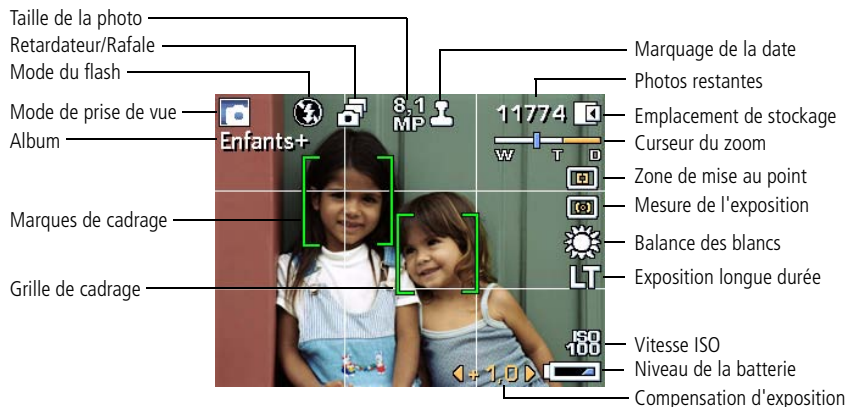 Taille de la photo
Retardateur/Rafale
Mode du flash
Mode de prise de vue
Album
Marques de cadrage
Grille de cadrage
8,1
MP
11774
Enfants+
W T D
LT
ISO
100
+1,0
Marquage de la date
Photos restantes
Emplacement de stockage
Curseur du zoom
Zone de mise au point
Mesure de l'exposition
Balance des blancs
Exposition longue durée
Vitesse ISO
Niveau de la batterie
Compensation d'exposition